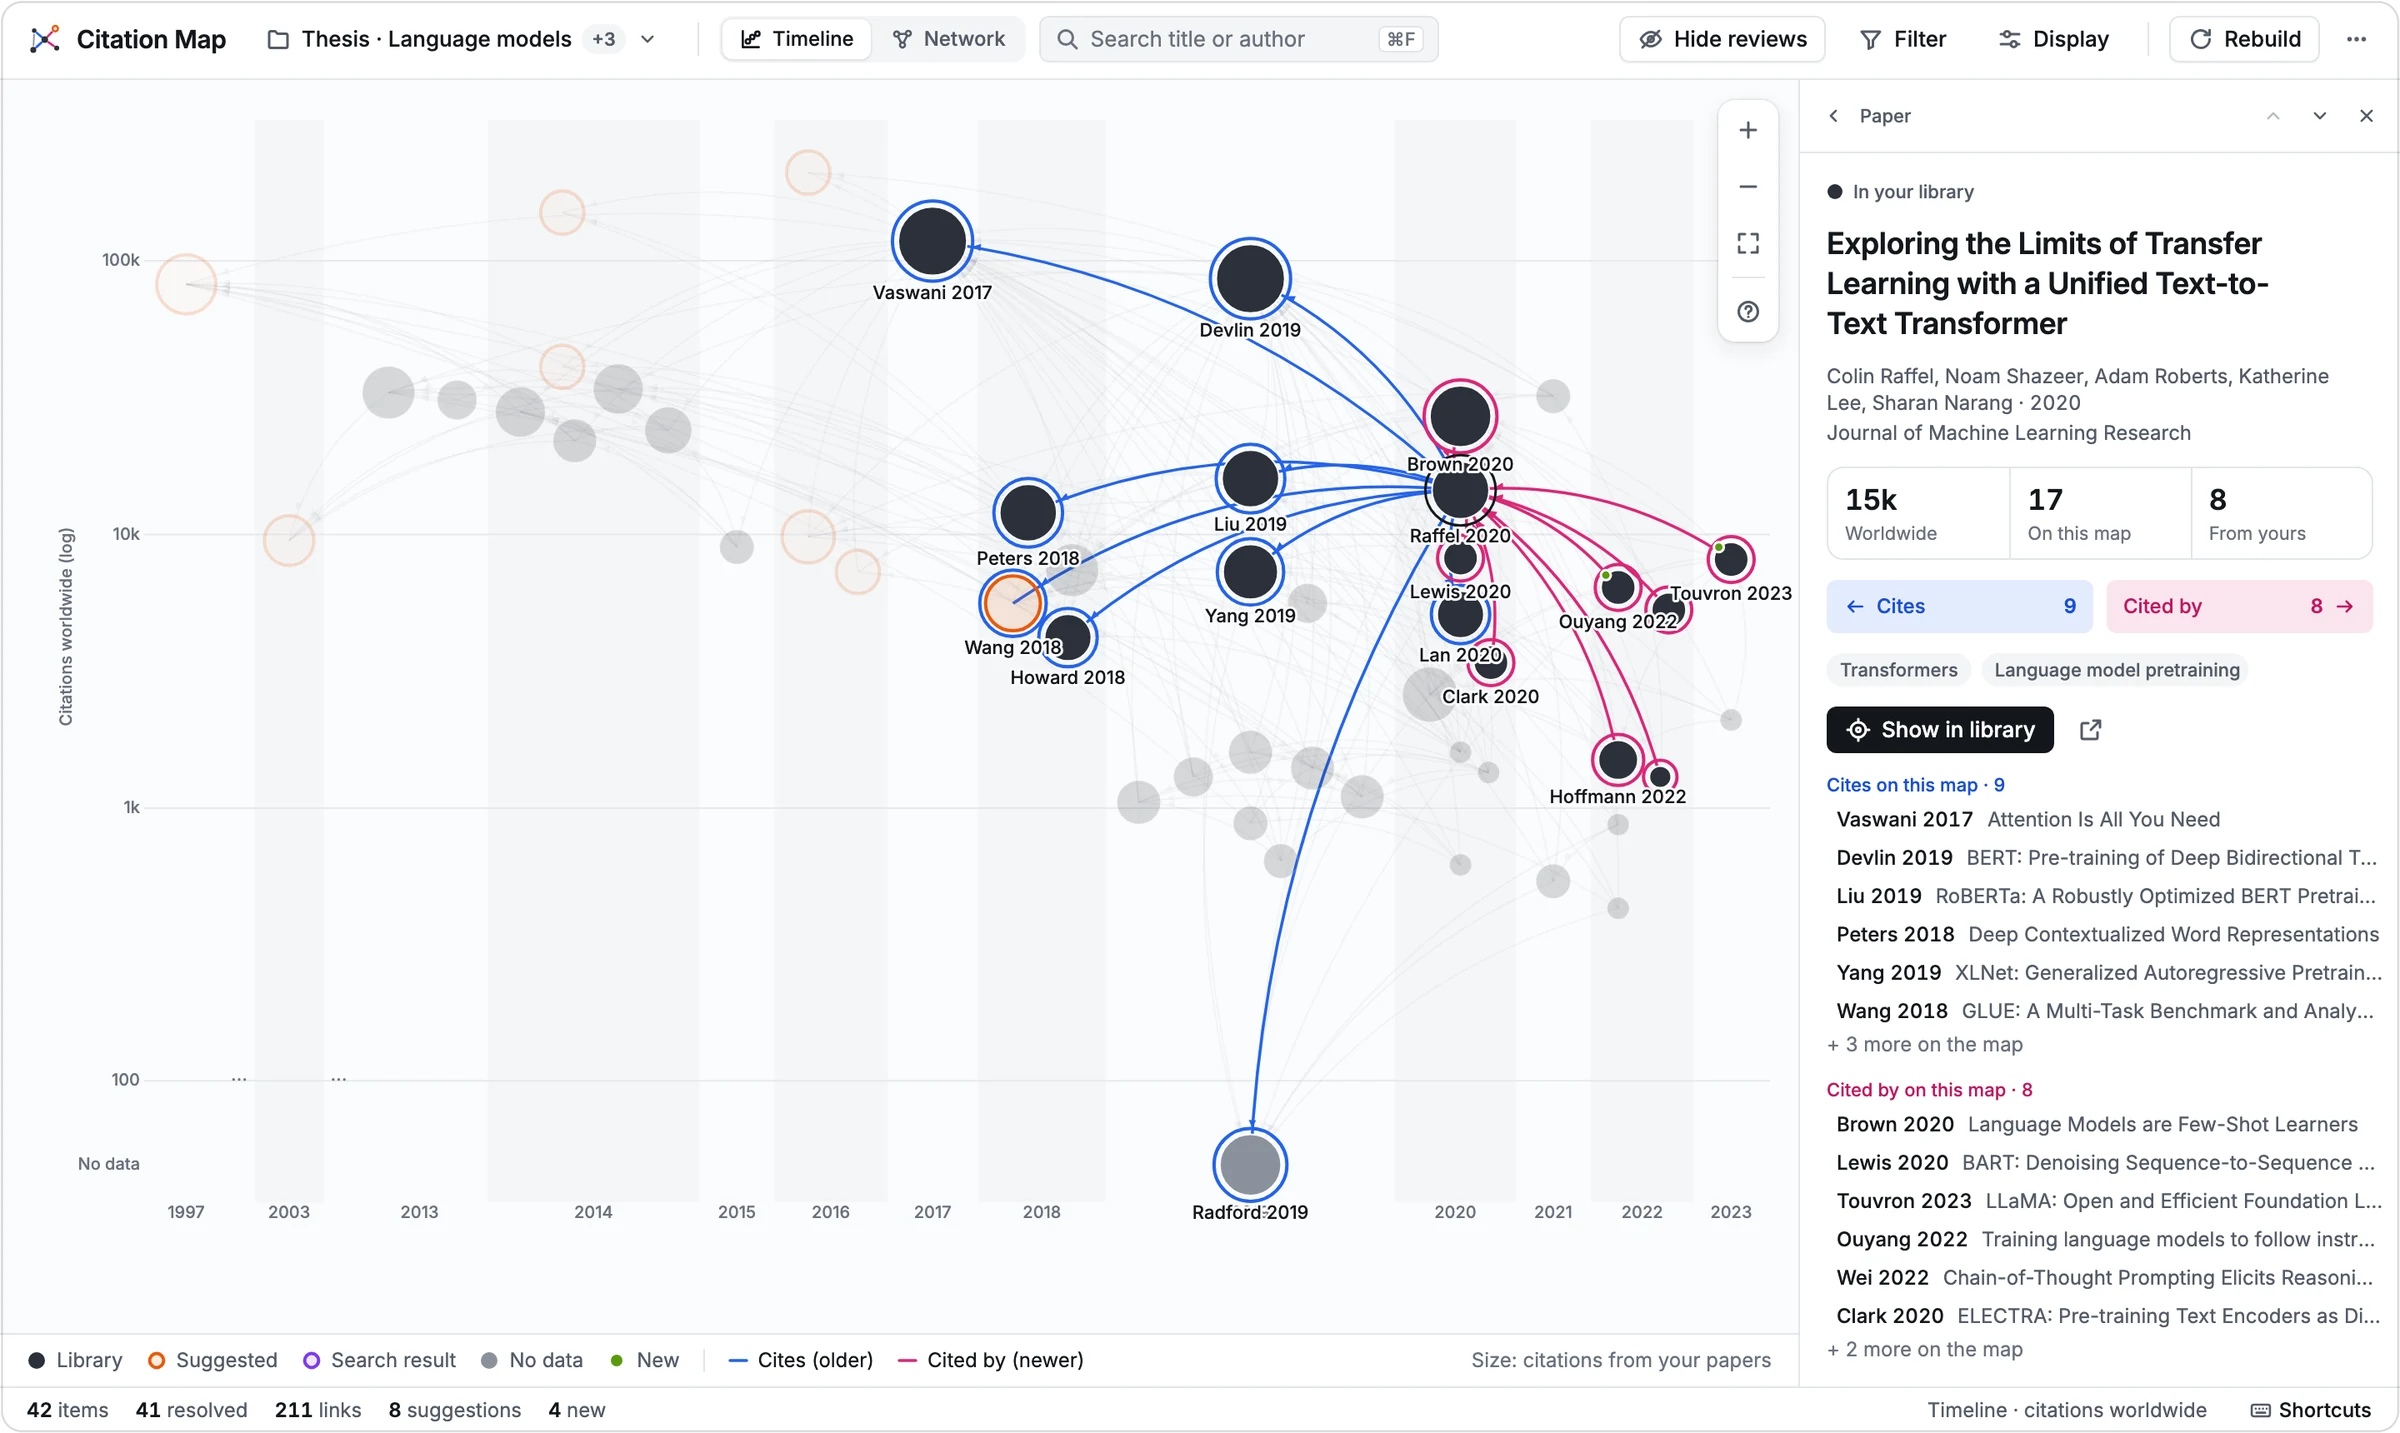 Citation Map
Thesis · Language models +3
Timeline
Network
Search title or author ⌘F
Hide reviews
Filter
Display
Rebuild
Citations worldwide (log)
100k
10k
1k
100
No data
Vaswani 2017
Devlin 2019
Brown 2020
Liu 2019
Raffel 2020
Peters 2018
Lewis 2020
Touvron 2023
Yang 2019
Ouyang 2022
Wang 2018
Lan 2020
Howard 2018
Clark 2020
Hoffmann 2022
...
...
Radford 2019
1997
2003
2013
2014
2015
2016
2017
2018
2020
2021
2022
2023
Library
Suggested
Search result
No data
New
Cites (older)
Cited by (newer)
Size: citations from your papers
42 items
41 resolved
211 links
8 suggestions
4 new
Timeline · citations worldwide
Shortcuts
Paper
In your library
Exploring the Limits of Transfer
Learning with a Unified Text-to-
Text Transformer
Colin Raffel, Noam Shazeer, Adam Roberts, Katherine
Lee, Sharan Narang · 2020
Journal of Machine Learning Research
15k
Worldwide
17
On this map
8
From yours
← Cites 9
Cited by 8 →
Transformers
Language model pretraining
Show in library
Cites on this map · 9
Vaswani 2017 Attention Is All You Need
Devlin 2019 BERT: Pre-training of Deep Bidirectional T...
Liu 2019 RoBERTa: A Robustly Optimized BERT Pretrai...
Peters 2018 Deep Contextualized Word Representations
Yang 2019 XLNet: Generalized Autoregressive Pretrain...
Wang 2018 GLUE: A Multi-Task Benchmark and Analy...
+ 3 more on the map
Cited by on this map · 8
Brown 2020 Language Models are Few-Shot Learners
Lewis 2020 BART: Denoising Sequence-to-Sequence ...
Touvron 2023 LLaMA: Open and Efficient Foundation L...
Ouyang 2022 Training language models to follow instr...
Wei 2022 Chain-of-Thought Prompting Elicits Reasoni...
Clark 2020 ELECTRA: Pre-training Text Encoders as Di...
+ 2 more on the map